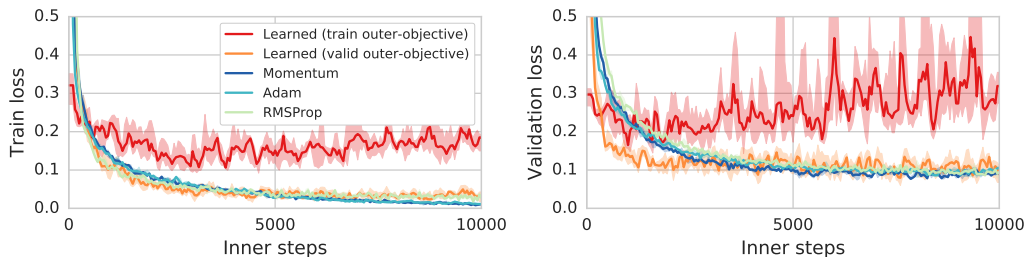 Train loss
0.5
0.4
0.3
0.2
0.1
0.0
0
5000
10000
Inner steps
Learned (train outer-objective)
Learned (valid outer-objective)
Momentum
Adam
RMSProp
Validation loss
0.5
0.4
0.3
0.2
0.1
0.0
0
5000
10000
Inner steps